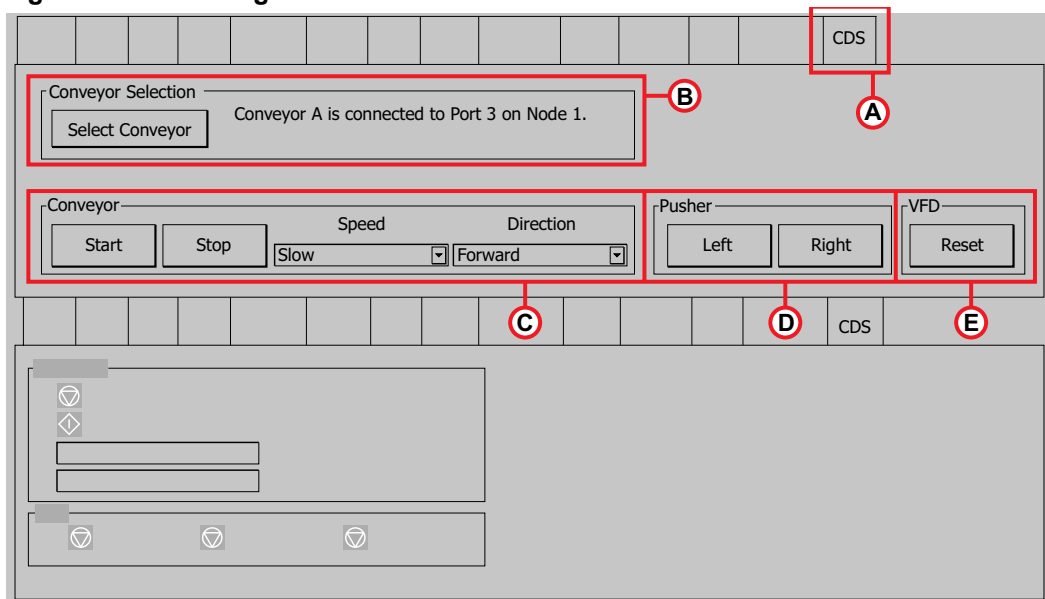 CDS
A
Conveyor Selection
Select Conveyor
Conveyor A is connected to Port 3 on Node 1.
B
Conveyor
Start
Stop
Speed
Slow
Direction
Forward
Pusher
Left
Right
VFD
Reset
C
D
E
CDS